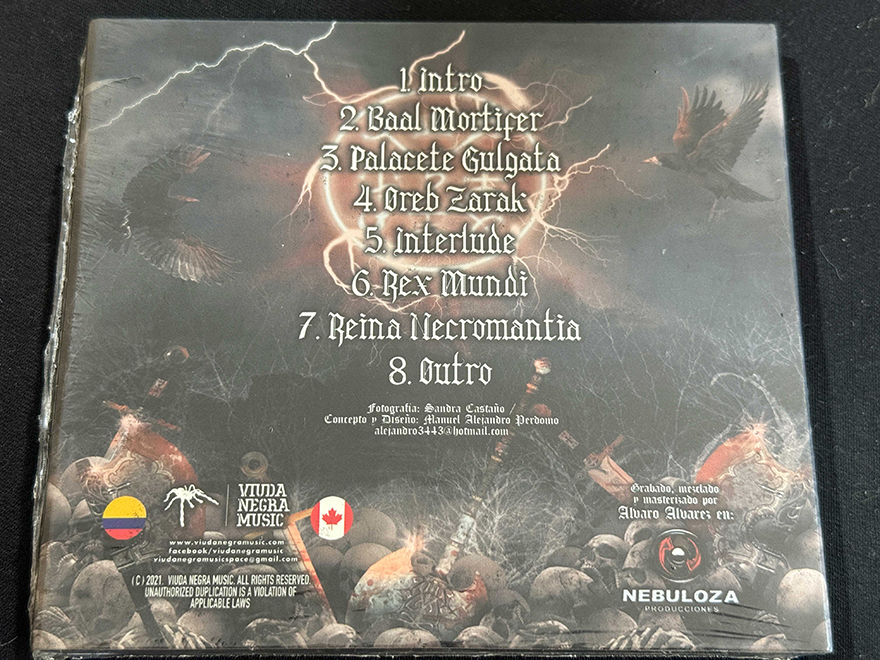 1. Intro
2. Baal Mortifer
3. Palacete Gulgata
4. Oreb Zarak
5. Interlude
6. Rex Mundi
7. Reina Necromantia
8. Outro
Fotografia: Sandra Castaño
Concepto y Diseño: Manuel Alejandro Perdomo
alejandro3443@hotmail.com
VIUDA
NEGRA
MUSIC
www.viudanegramusic.com
facebook/viudanegramusic
viudanegramusicspace@gmail.com
(C) 2021. VIUDA NEGRA MUSIC. ALL RIGHTS RESERVED
UNAUTHORIZED DUPLICATION IS A VIOLATION OF
APPLICABLE LAWS
Grabado, mezclado
y masterizado por
Alvaro Alvarez en:
NEBULOZA
PRODUCCIONES